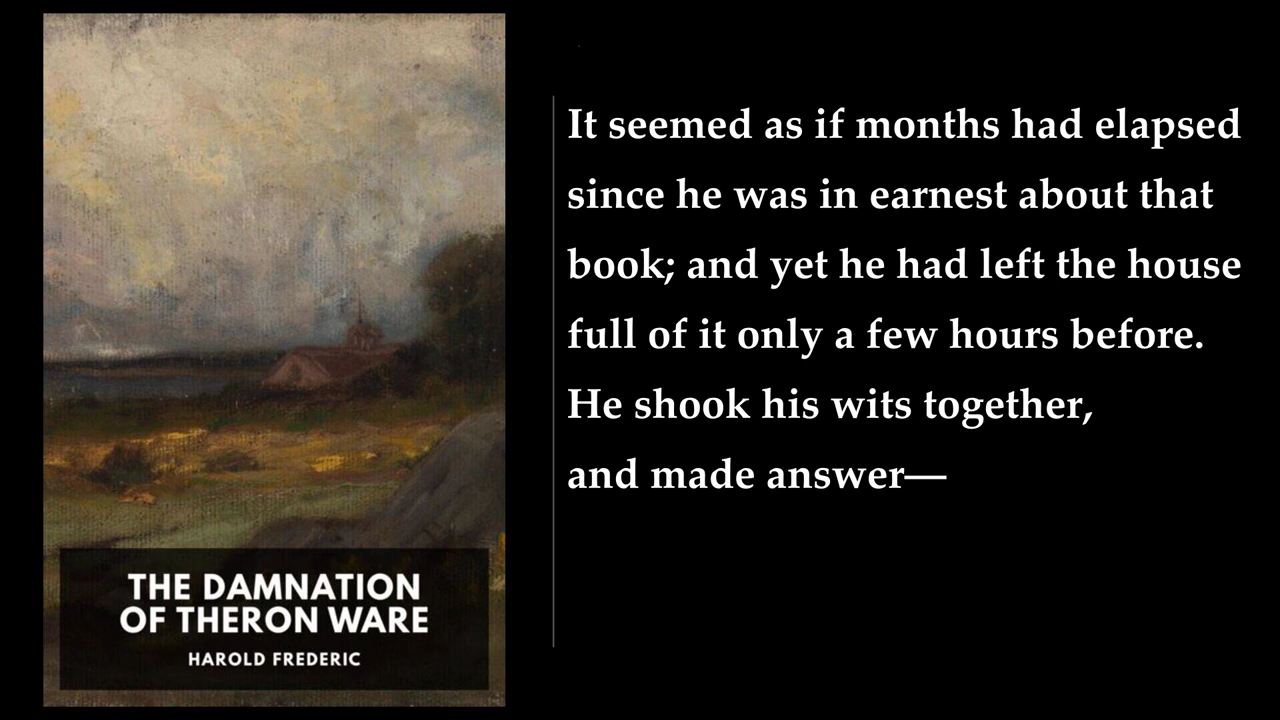 It seemed as if months had elapsed
since he was in earnest about that
book; and yet he had left the house
full of it only a few hours before.
He shook his wits together,
and made answer—
THE DAMNATION
OF THERON WARE
HAROLD FREDERIC